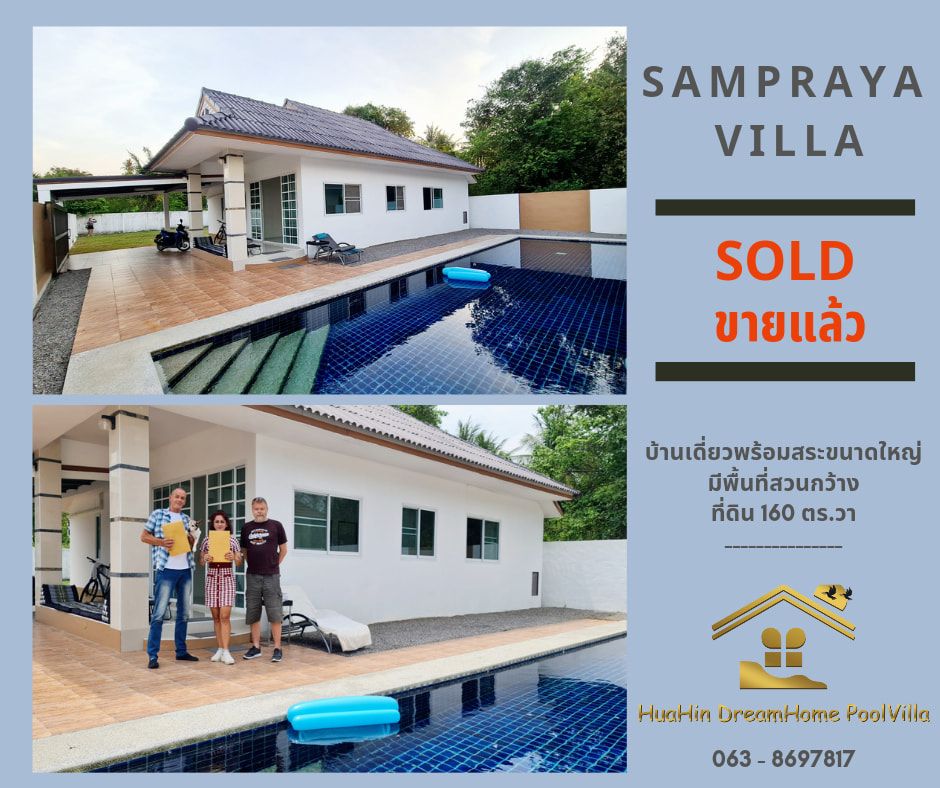 SAMPRAYA
VILLA
SOLD
ขายแล้ว
บ้านเดี่ยวพร้อมสระขนาดใหญ่
มีพื้นที่สวนกว้าง
ที่ดิน 160 ตร.วา
_______________
HuaHin DreamHome PoolVilla
063 - 8697817